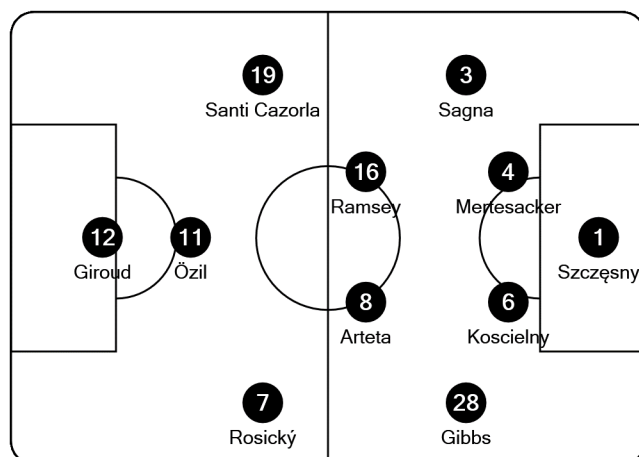 19
Santi Cazorla
3
Sagna
16
Ramsey
4
Mertesacker
12
Giroud
11
Özil
1
Szczęsny
8
Arteta
6
Koscielny
7
Rosický
28
Gibbs